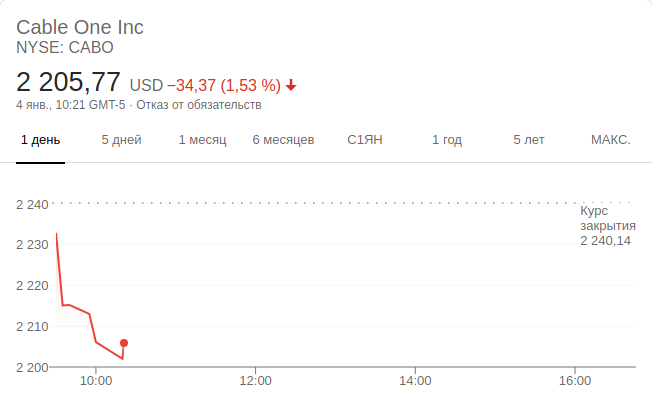 Cable One Inc
NYSE: CABO
2 205,77 USD −34,37 (1,53 %)
4 янв., 10:21 GMT-5 · Отказ от обязательств
1 день 5 дней 1 месяц 6 месяцев С1ЯН 1 год 5 лет МАКС.
2 240
Курс
закрытия
2 240,14
2 230
2 220
2 210
2 200
10:00 12:00 14:00 16:00